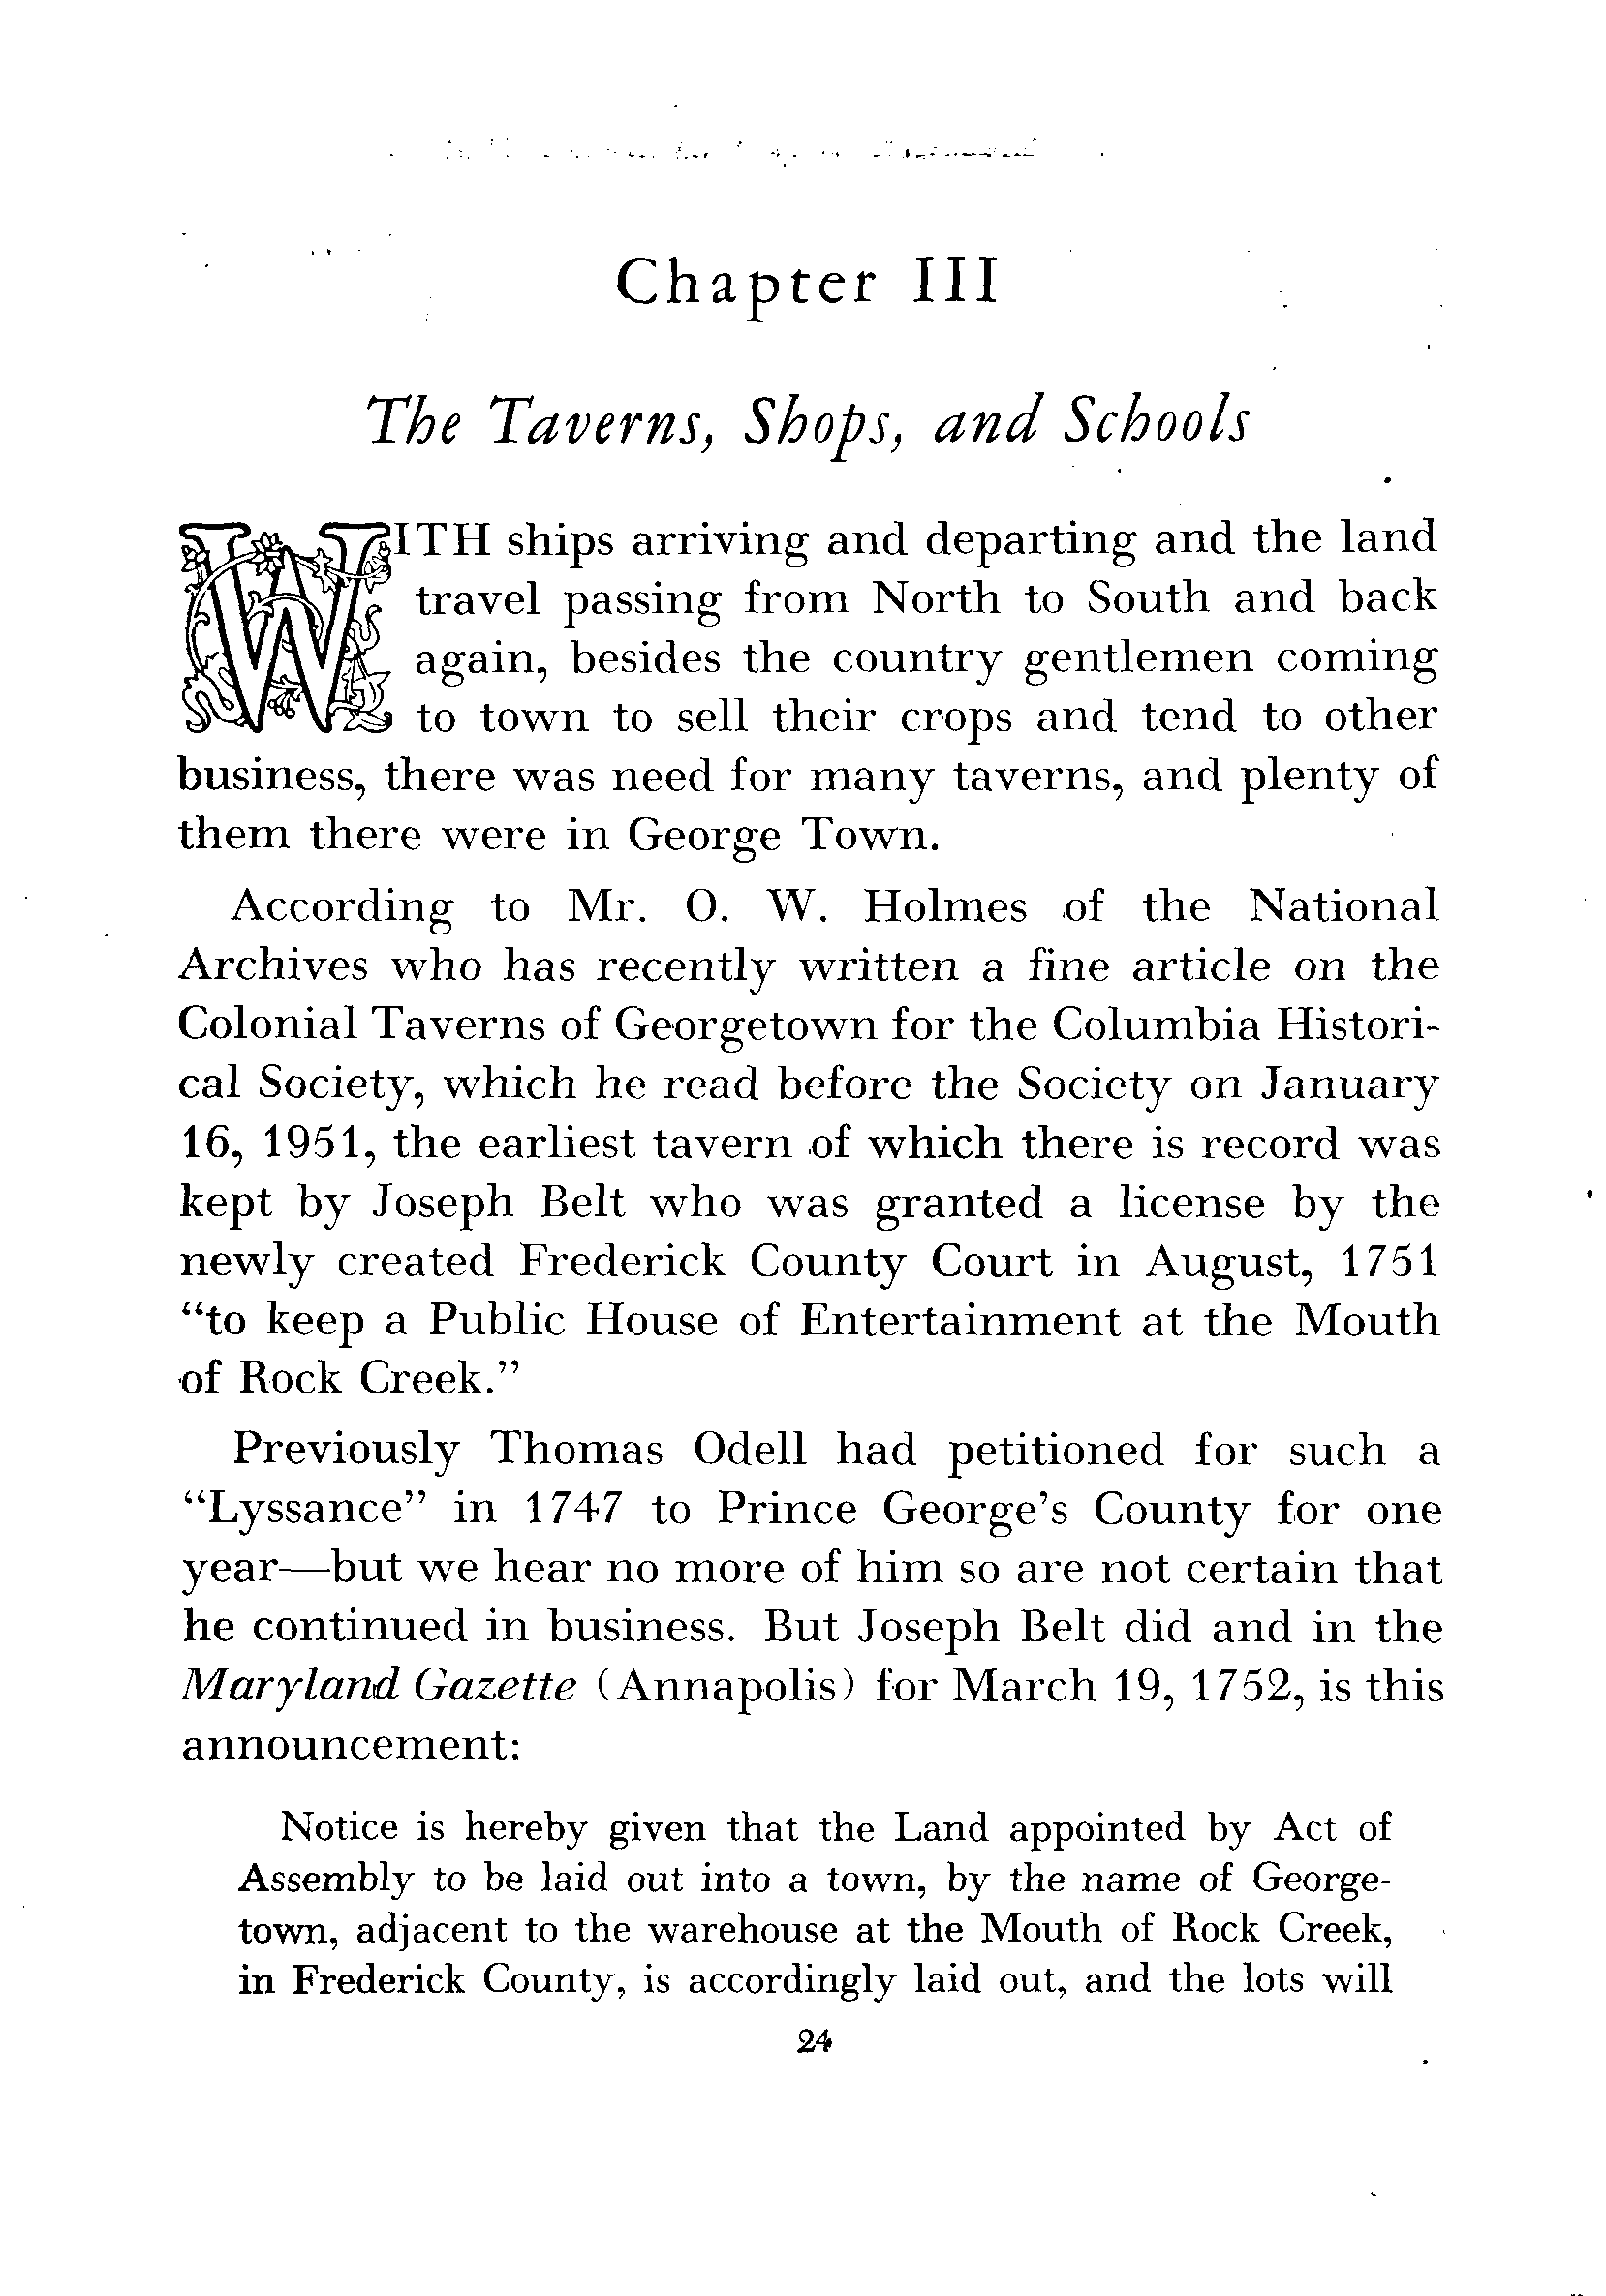 Chapter III
The Taverns, Shops, and Schools
WITH ships arriving and departing and the land
travel passing from North to South and back
again, besides the country gentlemen coming
to town to sell their crops and tend to other
business, there was need for many taverns, and plenty of
them there were in George Town.
According to Mr. O. W. Holmes of the National
Archives who has recently written a fine article on the
Colonial Taverns of Georgetown for the Columbia Histori-
cal Society, which he read before the Society on January
16, 1951, the earliest tavern of which there is record was
kept by Joseph Belt who was granted a license by the
newly created Frederick County Court in August, 1751
“to keep a Public House of Entertainment at the Mouth
of Rock Creek.”
Previously Thomas Odell had petitioned for such a
“Lyssance” in 1747 to Prince George’s County for one
year—but we hear no more of him so are not certain that
he continued in business. But Joseph Belt did and in the
Maryland Gazette (Annapolis) for March 19, 1752, is this
announcement:
Notice is hereby given that the Land appointed by Act of
Assembly to be laid out into a town, by the name of George-
town, adjacent to the warehouse at the Mouth of Rock Creek,
in Frederick County, is accordingly laid out, and the lots will
24